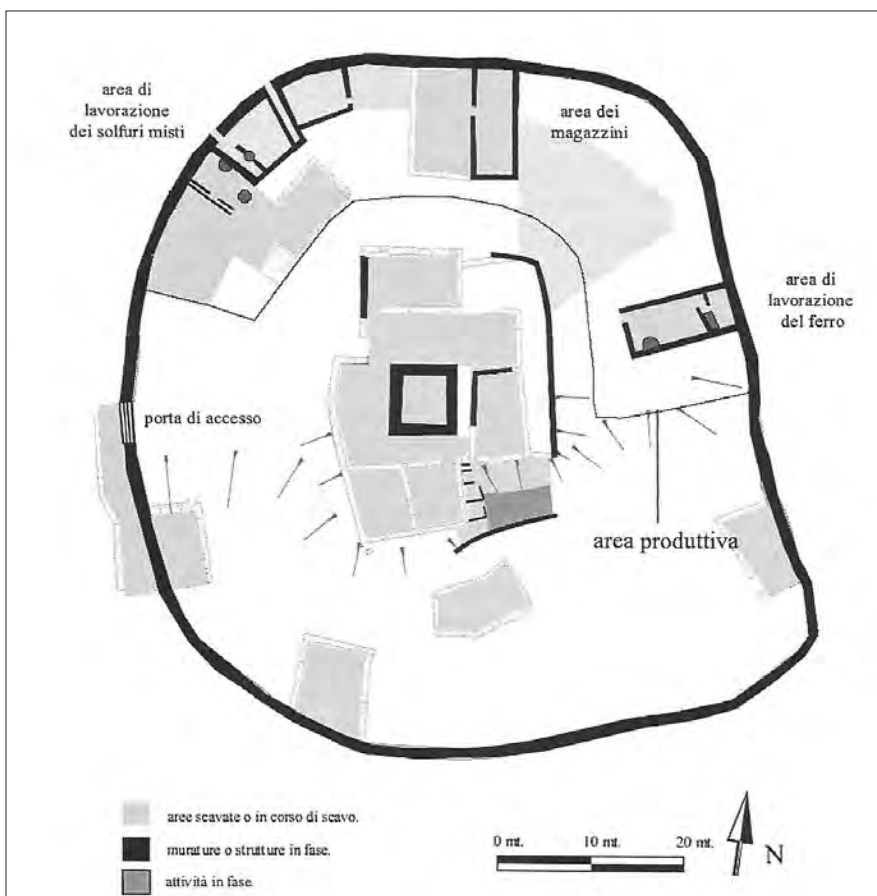 area di
lavorazione
dei solfuri misti
area dei
magazzini
area di
lavorazione
del ferro
porta di accesso
area produttiva
aree scavate o in corso di scavo.
murature o strutture in fase.
attività in fase.
0 mt. 10 mt. 20 mt.
N